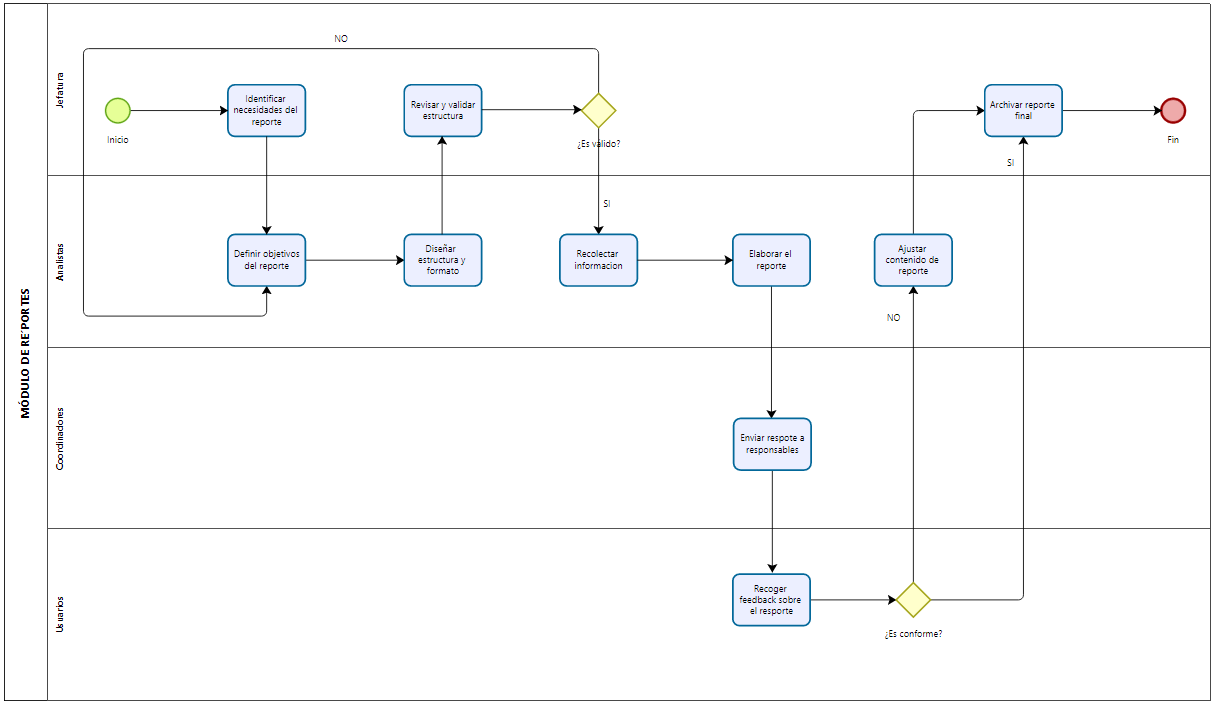 MÓDULO DE RE´PORTES
Jefatura
NO
Inicio
Identificar
necesidades del
reporte
Revisar y validar
estructura
¿Es válido?
Archivar reporte
final
Fin
SI
Analistas
SI
Definir objetivos
del reporte
Diseñar
estructura y
formato
Recolectar
informacion
Elaborar el
reporte
Ajustar
contenido de
reporte
NO
Coordinadores
Enviar respote a
responsables
Usuarios
Recoger
feedback sobre
el resporte
¿Es conforme?